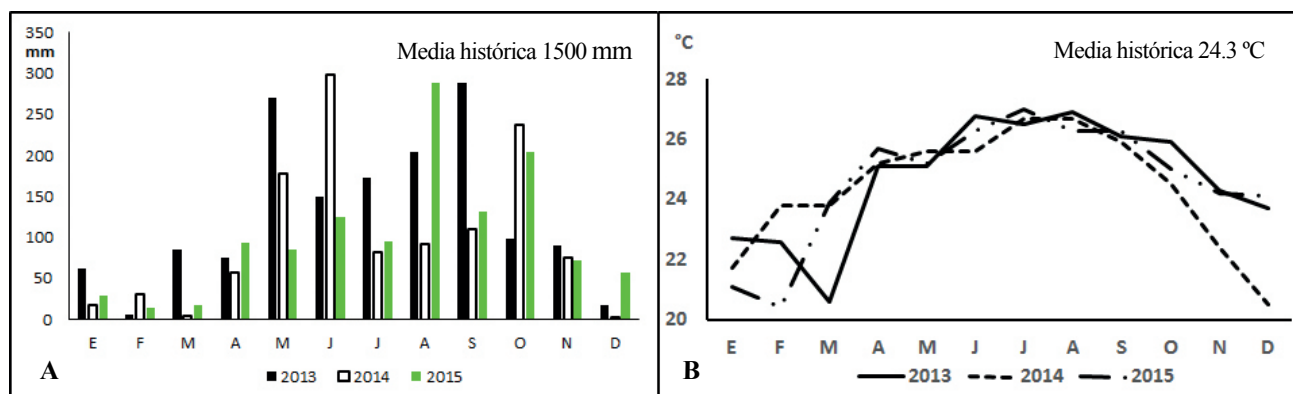 350
mm
300
250
200
150
100
50
0
Media histórica 1500 mm
E F M A M J J A S O N D
A
2013 2014 2015
°C
Media histórica 24.3 ºC
28
26
24
22
20
E F M A M J J A S O N D
B
2013 2014 2015